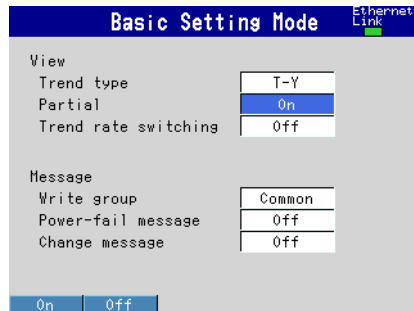 Basic Setting Mode
Ethernet
Link
View
Trend type T-Y
Partial On
Trend rate switching Off
Message
Write group Common
Power-fail message Off
Change message Off
On Off